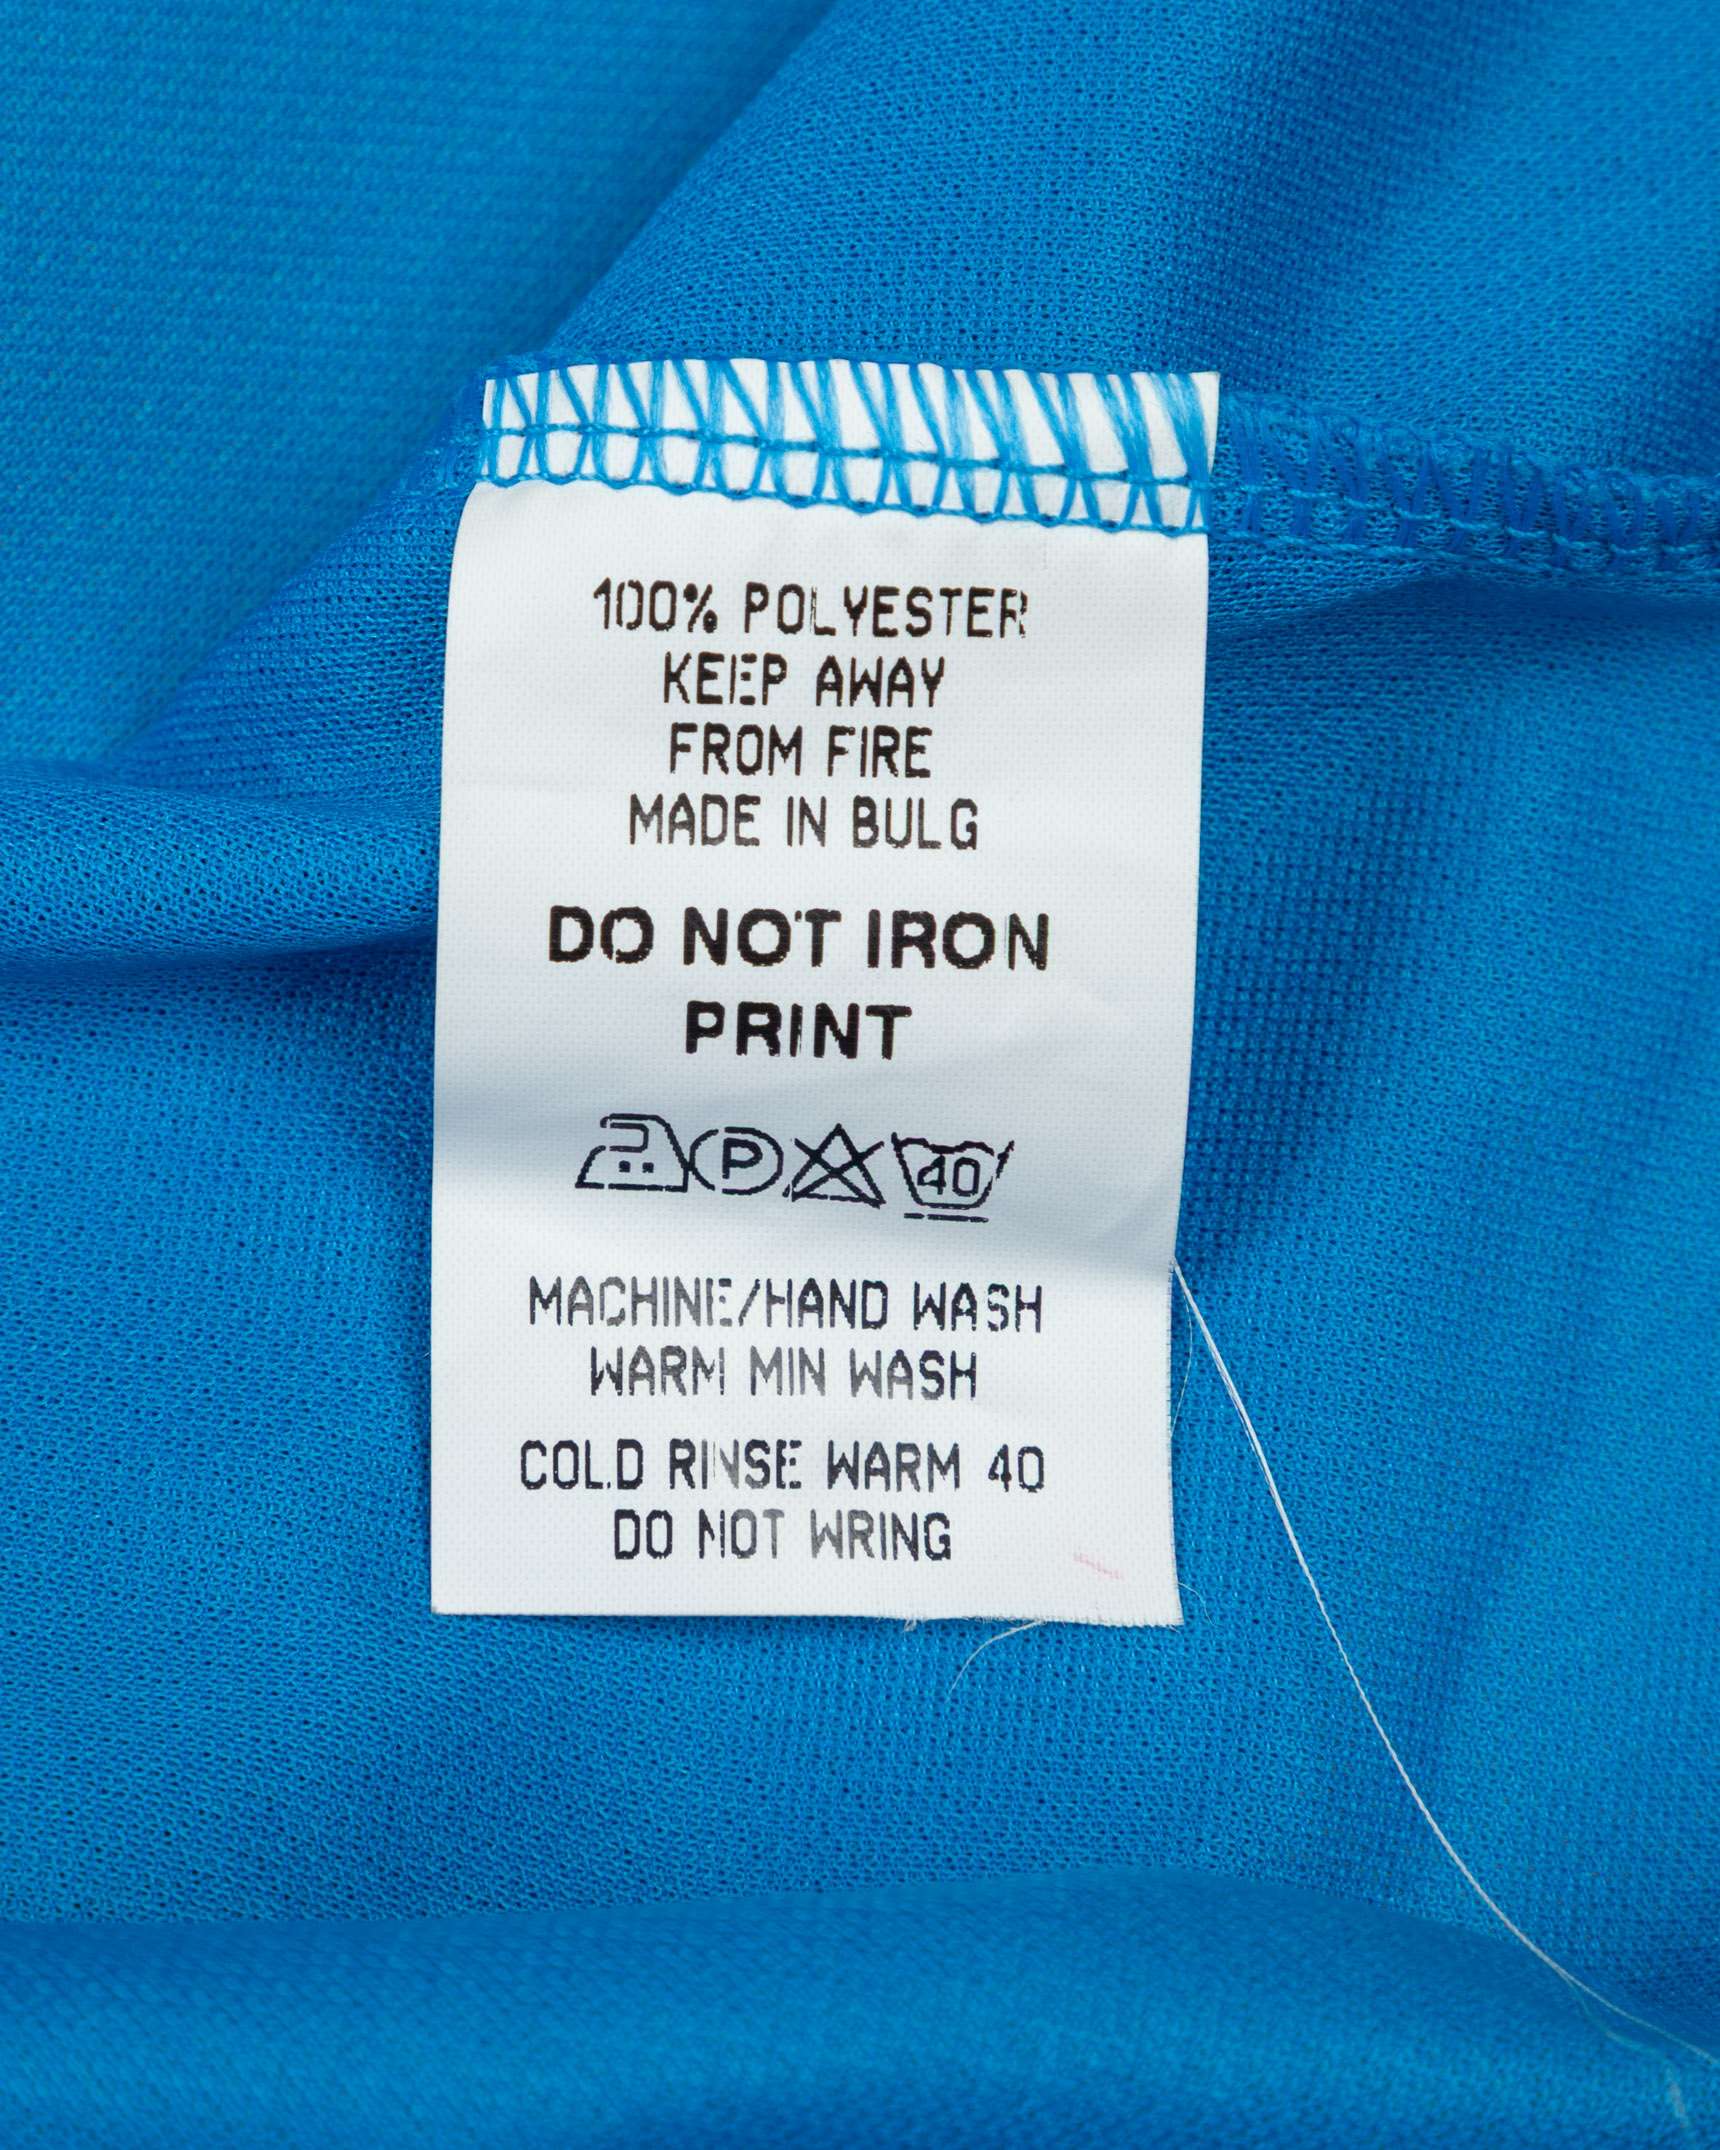 100% POLYESTER
KEEP AWAY
FROM FIRE
MADE IN BULG
DO NOT IRON
PRINT
P 40
MACHINE/HAND WASH
WARM MIN WASH
COLD RINSE WARM 40
DO NOT WRING